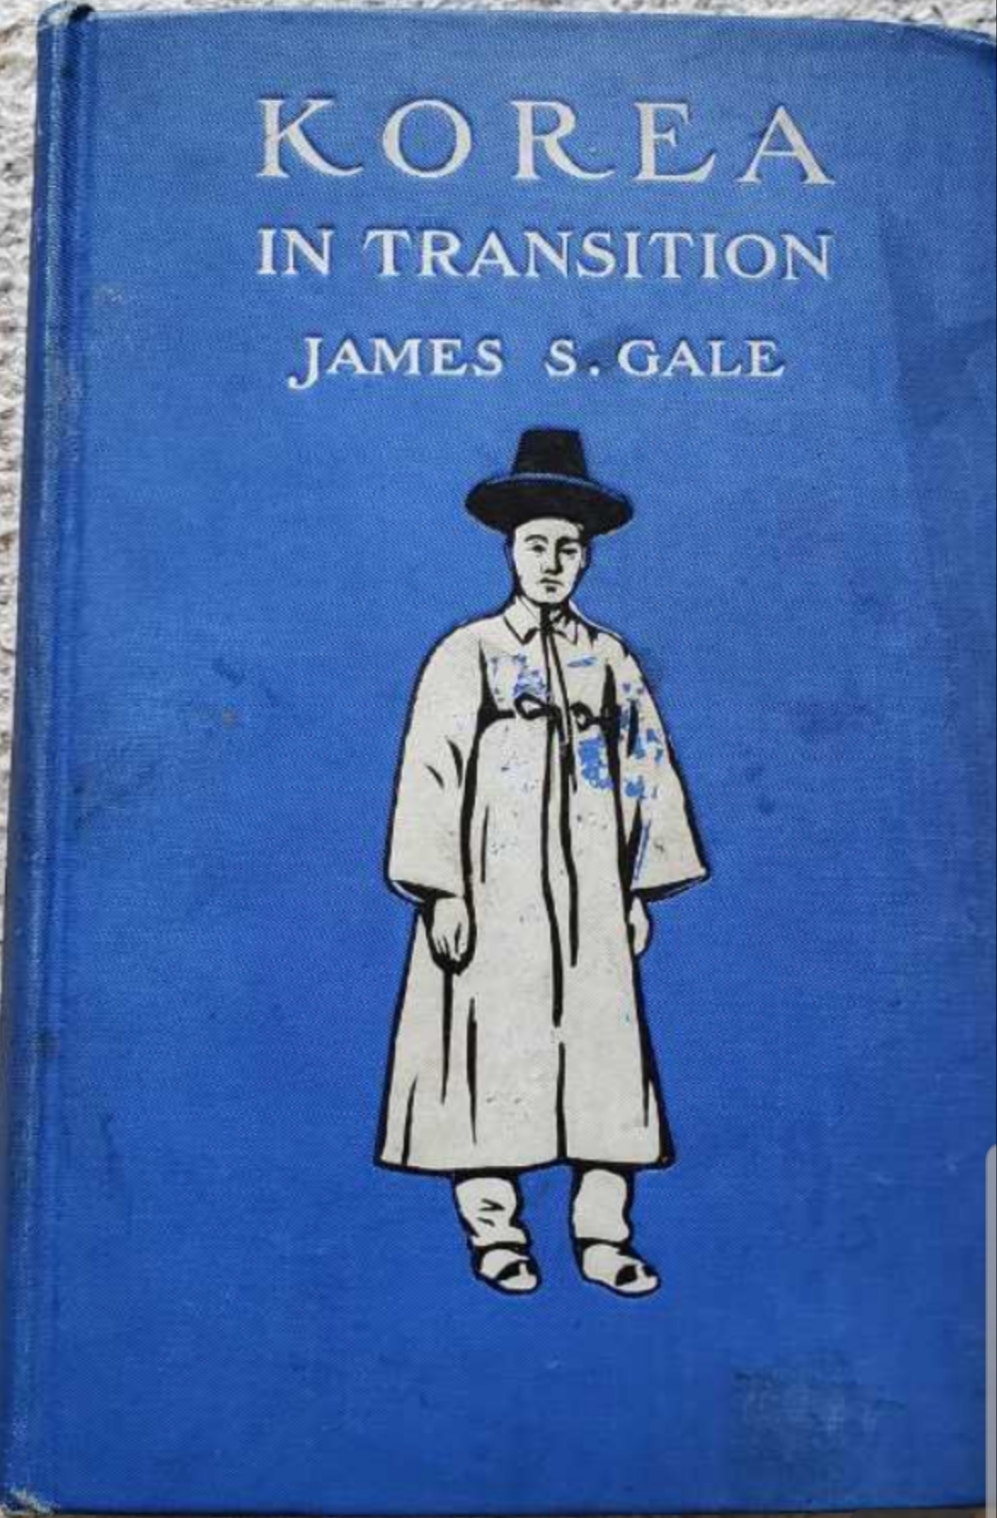 KOREA
IN TRANSITION
JAMES S. GALE